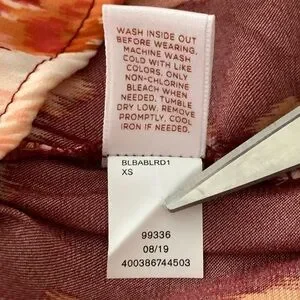 WASH INSIDE OUT
BEFORE WEARING.
MACHINE WASH
COLD WITH LIKE
COLORS. ONLY
NON-CHLORINE
BLEACH WHEN
NEEDED. TUMBLE
DRY LOW. REMOVE
PROMPTLY, COOL
IRON IF NEEDED.
BLBABLRD1
XS
99336
08/19
400386744503